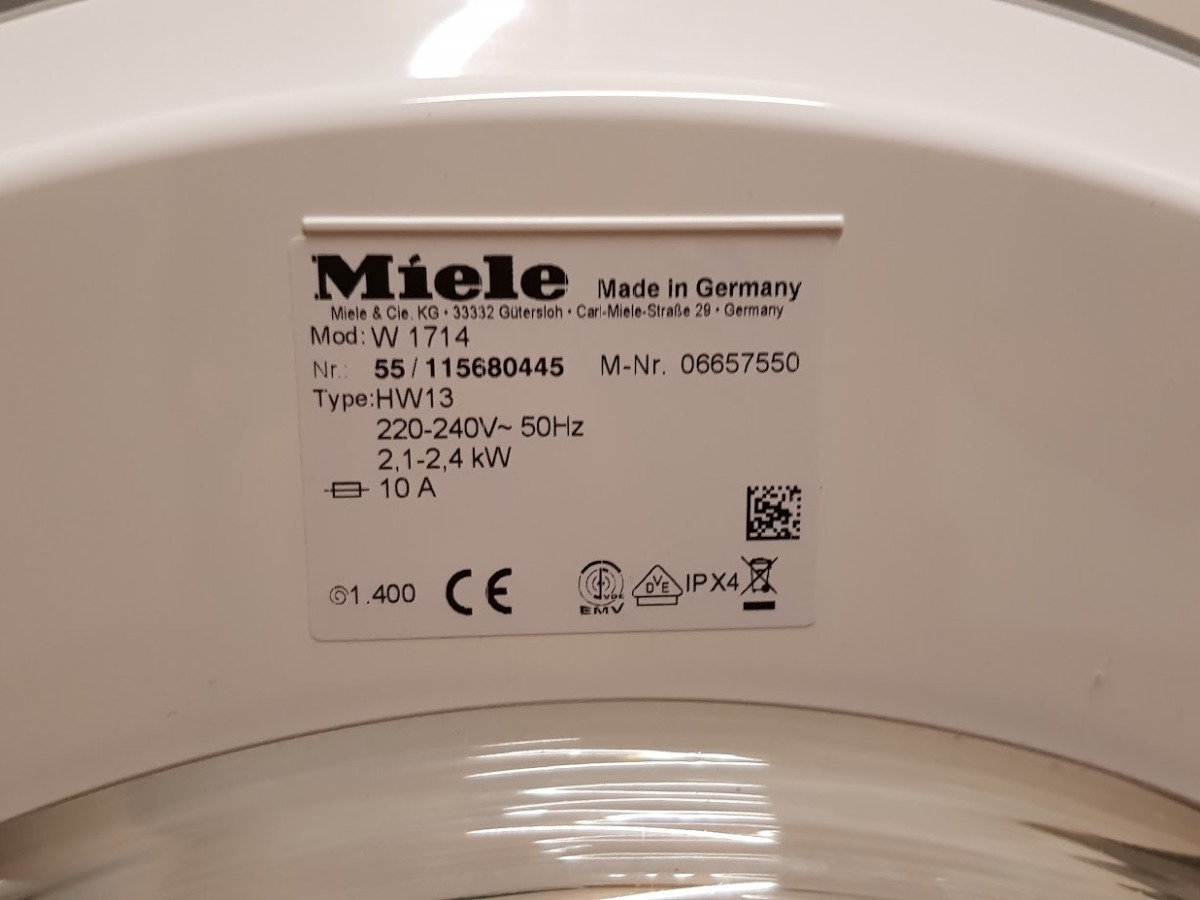 Miele Made in Germany
Miele & Cie. KG • 33332 Gütersloh • Carl-Miele-Straße 29 • Germany
Mod: W 1714
Nr.: 55 / 115680445 M-Nr. 06657550
Type: HW13
220-240V~ 50Hz
2,1-2,4 kW
10 A
1.400 CE VDE EMV DVE IPX4